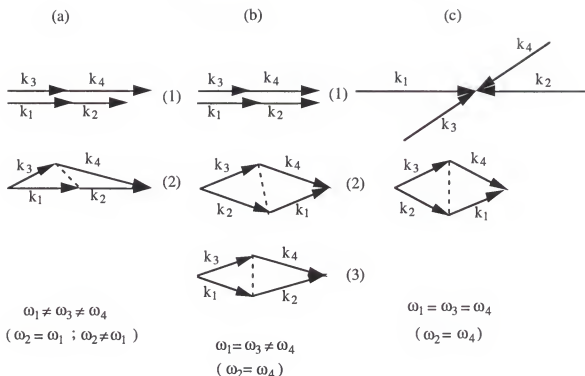 (a) (b) (c)
k₃ k₄ (1)
k₁ k₂
k₃ k₄ (1)
k₁ k₂
k₁ k₄
k₂
k₃
k₃ k₄ (2)
k₁ k₂
k₃ k₄ (2)
k₂ k₁
k₃ k₄
k₂ k₁
k₃ k₄ (3)
k₁ k₂
ω₁ ≠ ω₃ ≠ ω₄
( ω₂ = ω₁ ; ω₂ ≠ ω₁ )
ω₁ = ω₃ ≠ ω₄
( ω₂ = ω₄ )
ω₁ = ω₃ = ω₄
( ω₂ = ω₄ )